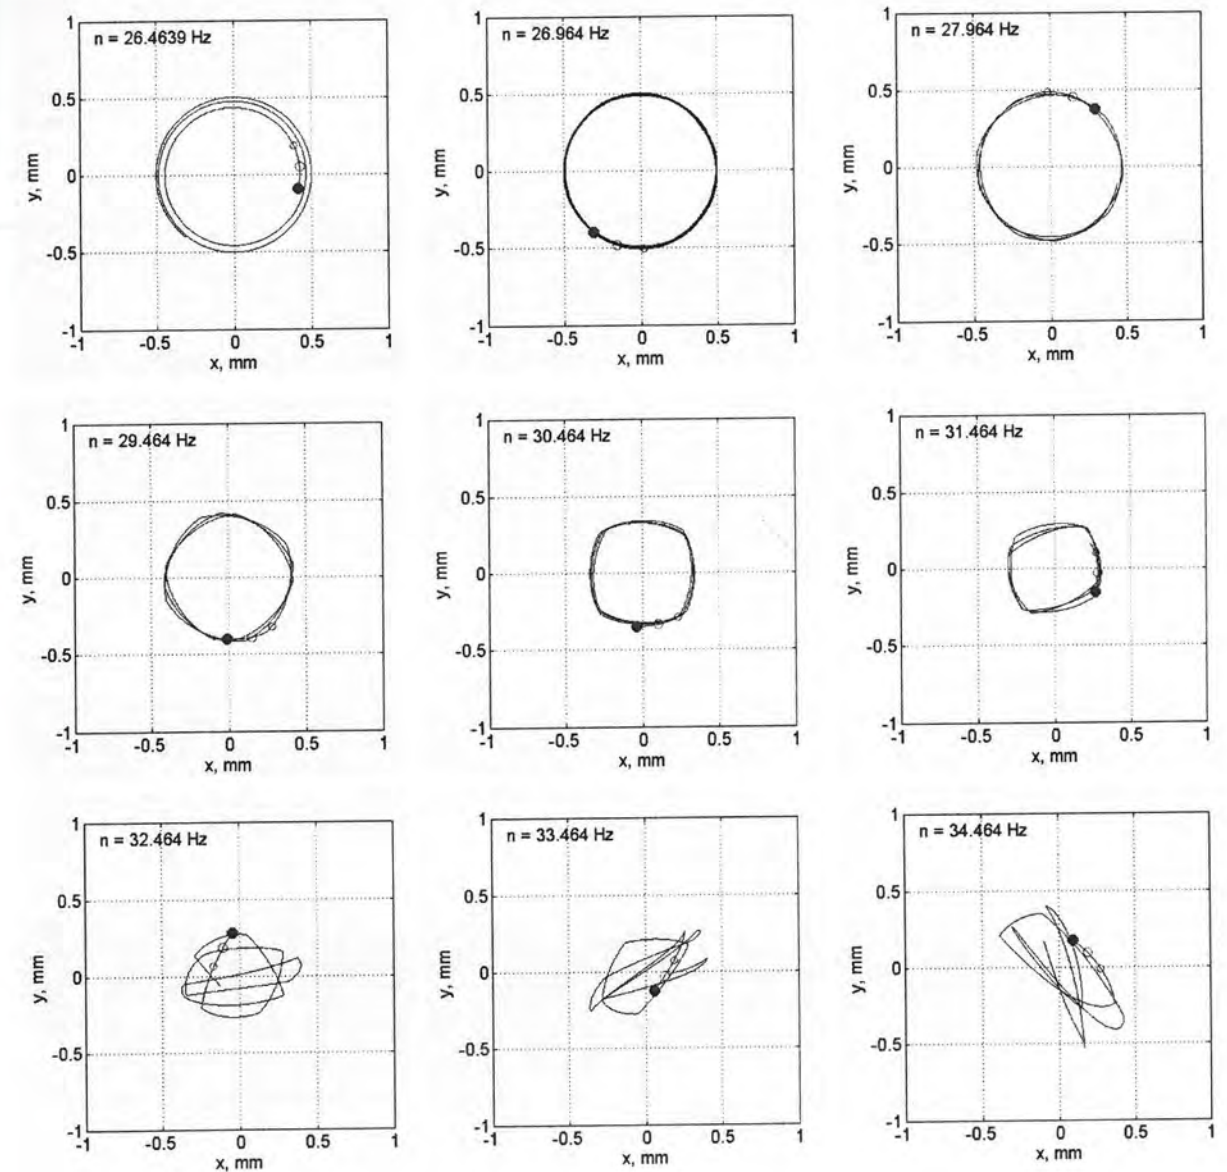 n = 26.4639 Hz
1
0.5
0
-0.5
-1
y, mm
-1 -0.5 0 0.5 1
x, mm
n = 26.964 Hz
1
0.5
0
-0.5
-1
y, mm
-1 -0.5 0 0.5 1
x, mm
n = 27.964 Hz
1
0.5
0
-0.5
-1
y, mm
-1 -0.5 0 0.5 1
x, mm
n = 29.464 Hz
1
0.5
0
-0.5
-1
y, mm
-1 -0.5 0 0.5 1
x, mm
n = 30.464 Hz
1
0.5
0
-0.5
-1
y, mm
-1 -0.5 0 0.5 1
x, mm
n = 31.464 Hz
1
0.5
0
-0.5
-1
y, mm
-1 -0.5 0 0.5 1
x, mm
n = 32.464 Hz
1
0.5
0
-0.5
-1
y, mm
-1 -0.5 0 0.5 1
x, mm
n = 33.464 Hz
1
0.5
0
-0.5
-1
y, mm
-1 -0.5 0 0.5 1
x, mm
n = 34.464 Hz
1
0.5
0
-0.5
-1
y, mm
-1 -0.5 0 0.5 1
x, mm